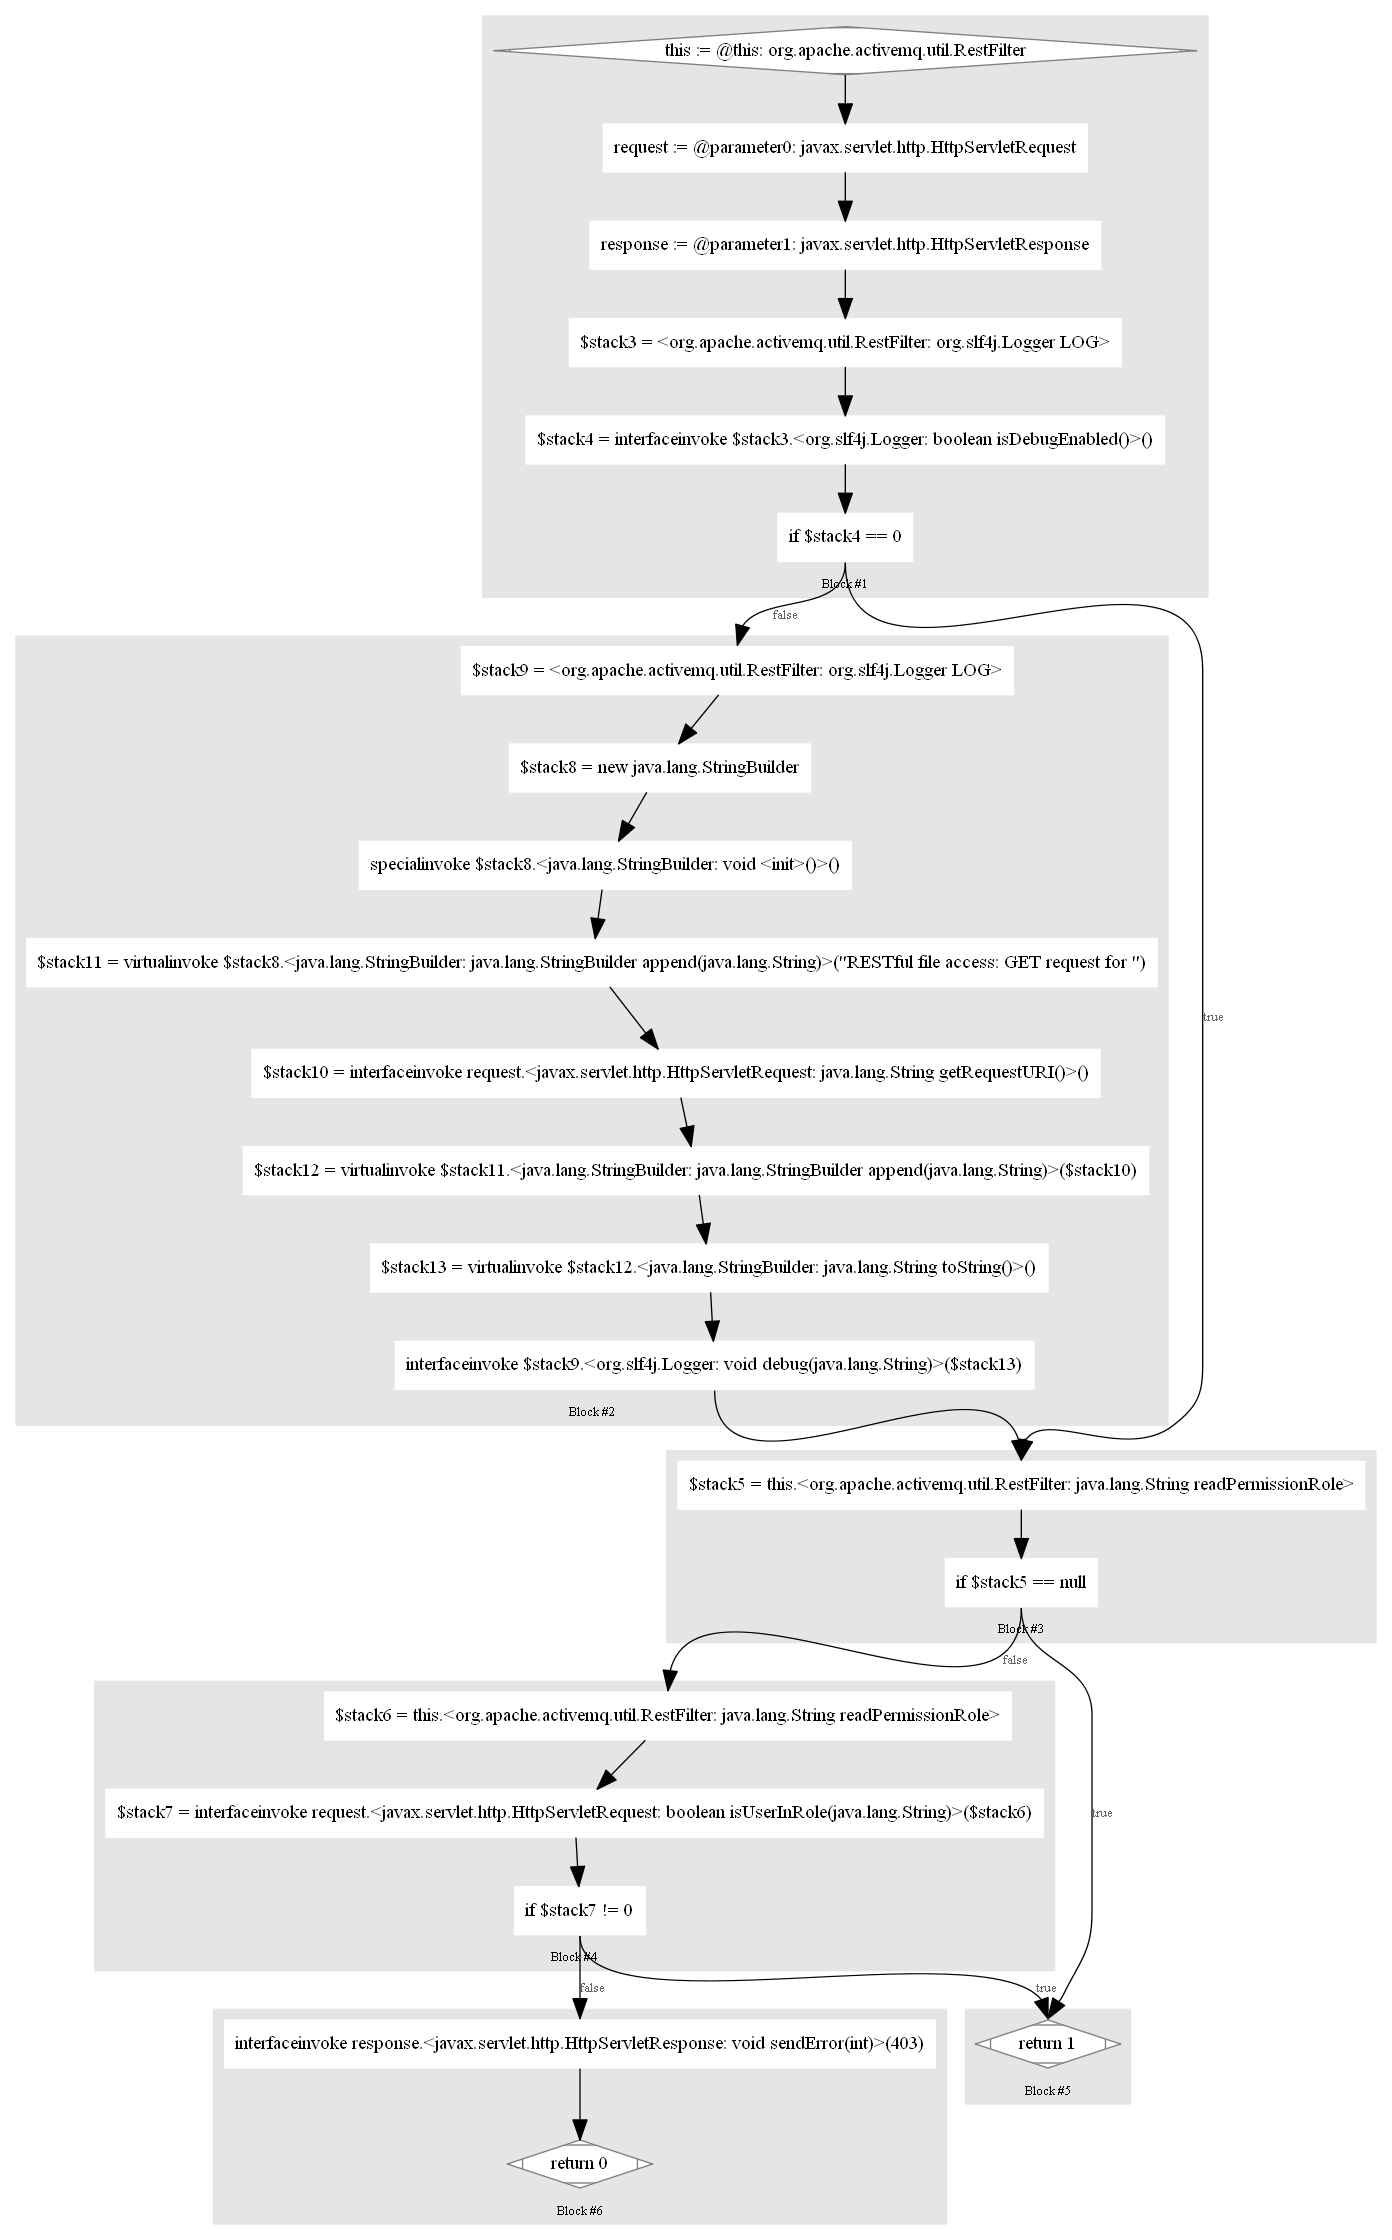 this := @this: org.apache.activemq.util.RestFilter
request := @parameter0: javax.servlet.http.HttpServletRequest
response := @parameter1: javax.servlet.http.HttpServletResponse
$stack3 = <org.apache.activemq.util.RestFilter: org.slf4j.Logger LOG>
$stack4 = interfaceinvoke $stack3.<org.slf4j.Logger: boolean isDebugEnabled()>()
if $stack4 == 0
Block #1
false
$stack9 = <org.apache.activemq.util.RestFilter: org.slf4j.Logger LOG>
$stack8 = new java.lang.StringBuilder
specialinvoke $stack8.<java.lang.StringBuilder: void <init>()>()
$stack11 = virtualinvoke $stack8.<java.lang.StringBuilder: java.lang.StringBuilder append(java.lang.String)>("RESTful file access: GET request for ")
true
$stack10 = interfaceinvoke request.<javax.servlet.http.HttpServletRequest: java.lang.String getRequestURI()>()
$stack12 = virtualinvoke $stack11.<java.lang.StringBuilder: java.lang.StringBuilder append(java.lang.String)>($stack10)
$stack13 = virtualinvoke $stack12.<java.lang.StringBuilder: java.lang.String toString()>()
interfaceinvoke $stack9.<org.slf4j.Logger: void debug(java.lang.String)>($stack13)
Block #2
$stack5 = this.<org.apache.activemq.util.RestFilter: java.lang.String readPermissionRole>
if $stack5 == null
Block #3
false
$stack6 = this.<org.apache.activemq.util.RestFilter: java.lang.String readPermissionRole>
$stack7 = interfaceinvoke request.<javax.servlet.http.HttpServletRequest: boolean isUserInRole(java.lang.String)>($stack6)
true
if $stack7 != 0
Block #4
false
true
interfaceinvoke response.<javax.servlet.http.HttpServletResponse: void sendError(int)>(403)
return 1
Block #5
return 0
Block #6